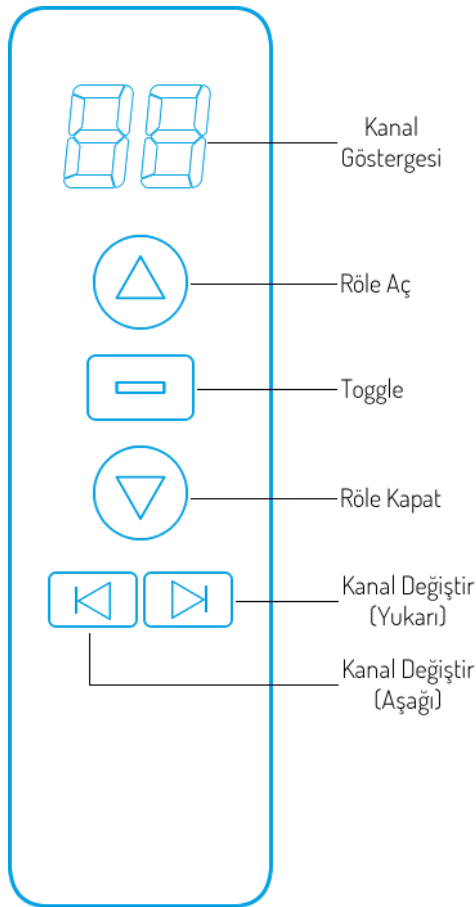 Kanal
Göstergesi
Röle Aç
Toggle
Röle Kapat
Kanal Değiştir
(Yukarı)
Kanal Değiştir
(Aşağı)